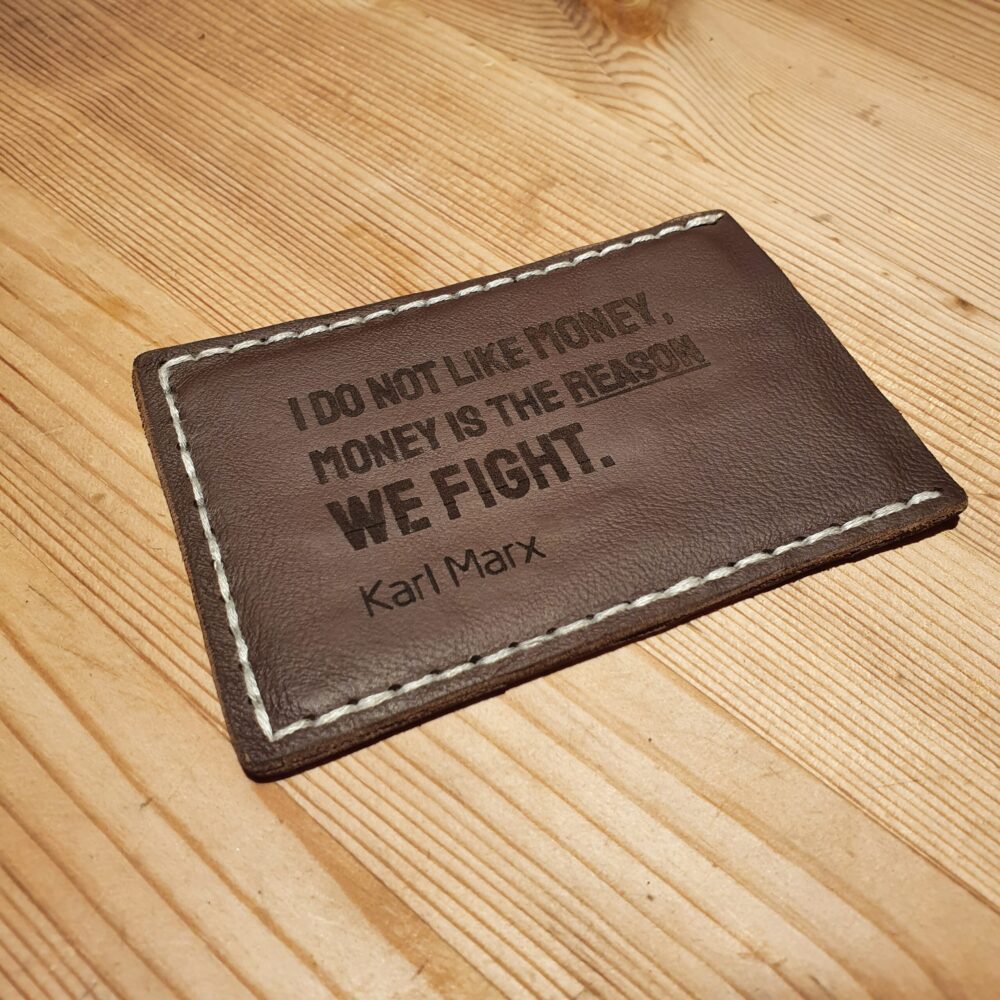 I DO NOT LIKE MONEY,
MONEY IS THE REASON
WE FIGHT.
Karl Marx